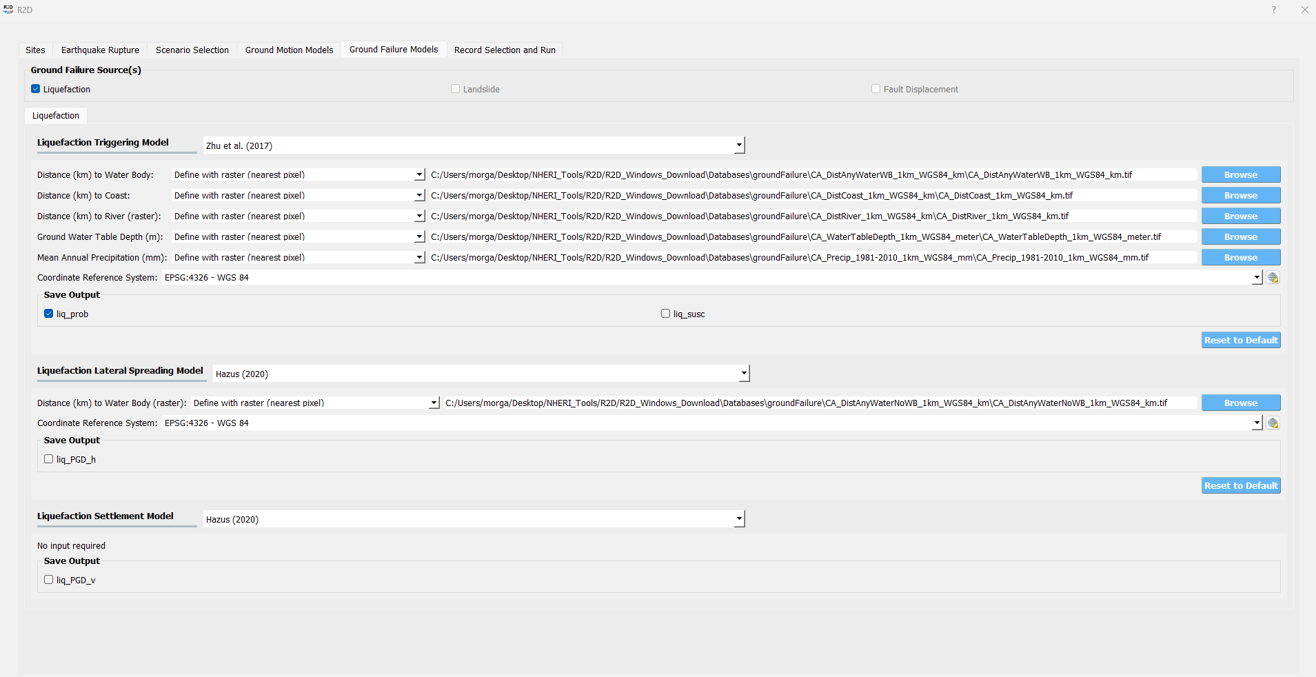 R2D
R2D
? ×
Sites Earthquake Rupture Scenario Selection Ground Motion Models Ground Failure Models Record Selection and Run
Ground Failure Source(s)
Liquefaction Landslide Fault Displacement
Liquefaction
Liquefaction Triggering Model Zhu et al. (2017)
Distance (km) to Water Body: Define with raster (nearest pixel) C:/Users/morga/Desktop/NHERI_Tools/R2D/R2D_Windows_Download\Databases\groundFailure\CA_DistAnyWaterWB_1km_WGS84_km\CA_DistAnyWaterWB_1km_WGS84_km.tif Browse
Distance (km) to Coast: Define with raster (nearest pixel) C:/Users/morga/Desktop/NHERI_Tools/R2D/R2D_Windows_Download\Databases\groundFailure\CA_DistCoast_1km_WGS84_km\CA_DistCoast_1km_WGS84_km.tif Browse
Distance (km) to River (raster): Define with raster (nearest pixel) C:/Users/morga/Desktop/NHERI_Tools/R2D/R2D_Windows_Download\Databases\groundFailure\CA_DistRiver_1km_WGS84_km\CA_DistRiver_1km_WGS84_km.tif Browse
Ground Water Table Depth (m): Define with raster (nearest pixel) C:/Users/morga/Desktop/NHERI_Tools/R2D/R2D_Windows_Download\Databases\groundFailure\CA_WaterTableDepth_1km_WGS84_meter\CA_WaterTableDepth_1km_WGS84_meter.tif Browse
Mean Annual Precipitation (mm): Define with raster (nearest pixel) C:/Users/morga/Desktop/NHERI_Tools/R2D/R2D_Windows_Download\Databases\groundFailure\CA_Precip_1981-2010_1km_WGS84_mm\CA_Precip_1981-2010_1km_WGS84_mm.tif Browse
Coordinate Reference System: EPSG:4326 - WGS 84
Save Output
liq_prob liq_susc
Reset to Default
Liquefaction Lateral Spreading Model Hazus (2020)
Distance (km) to Water Body (raster): Define with raster (nearest pixel) C:/Users/morga/Desktop/NHERI_Tools/R2D/R2D_Windows_Download\Databases\groundFailure\CA_DistAnyWaterNoWB_1km_WGS84_km\CA_DistAnyWaterNoWB_1km_WGS84_km.tif Browse
Coordinate Reference System: EPSG:4326 - WGS 84
Save Output
liq_PGD_h
Reset to Default
Liquefaction Settlement Model Hazus (2020)
No input required
Save Output
liq_PGD_v